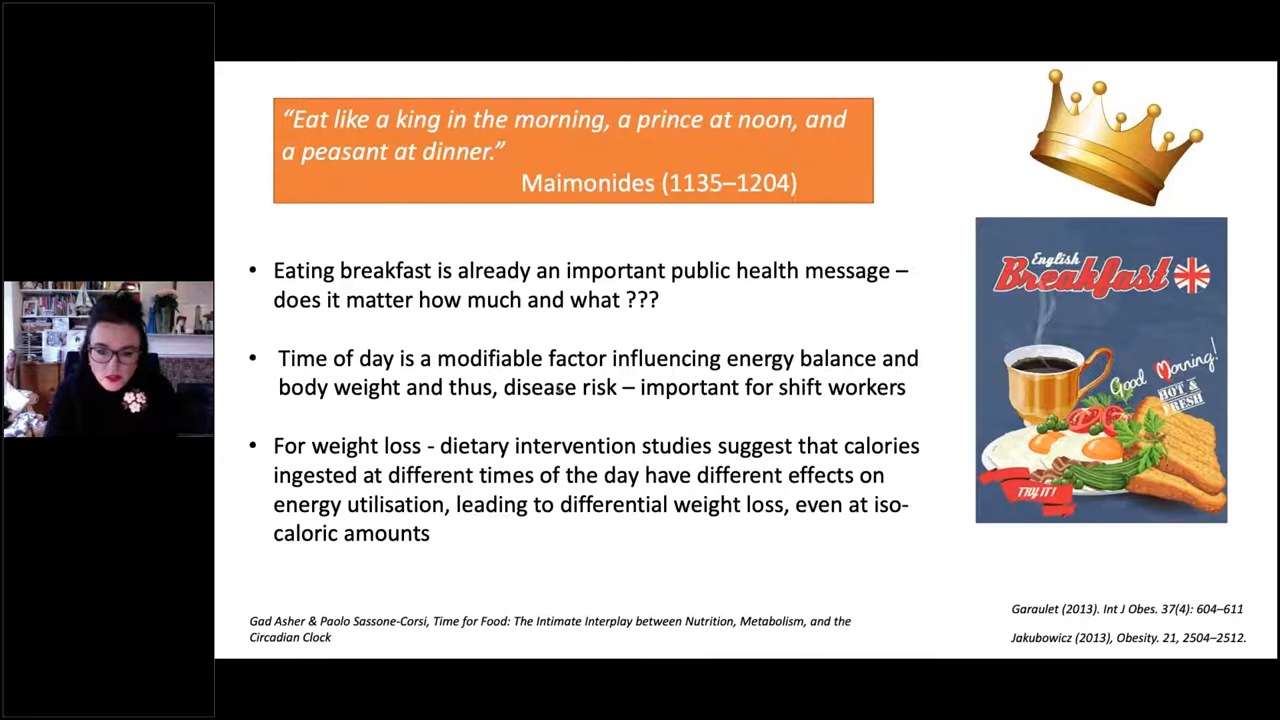 “Eat like a king in the morning, a prince at noon, and
a peasant at dinner.”
Maimonides (1135–1204)
• Eating breakfast is already an important public health message –
does it matter how much and what ???
• Time of day is a modifiable factor influencing energy balance and
body weight and thus, disease risk – important for shift workers
• For weight loss - dietary intervention studies suggest that calories
ingested at different times of the day have different effects on
energy utilisation, leading to differential weight loss, even at iso-
caloric amounts
English
Breakfast
Good Morning!
HOT &
FRESH
TRY IT!
Gad Asher & Paolo Sassone-Corsi, Time for Food: The Intimate Interplay between Nutrition, Metabolism, and the
Circadian Clock
Garaulet (2013). Int J Obes. 37(4): 604–611
Jakubowicz (2013), Obesity. 21, 2504–2512.